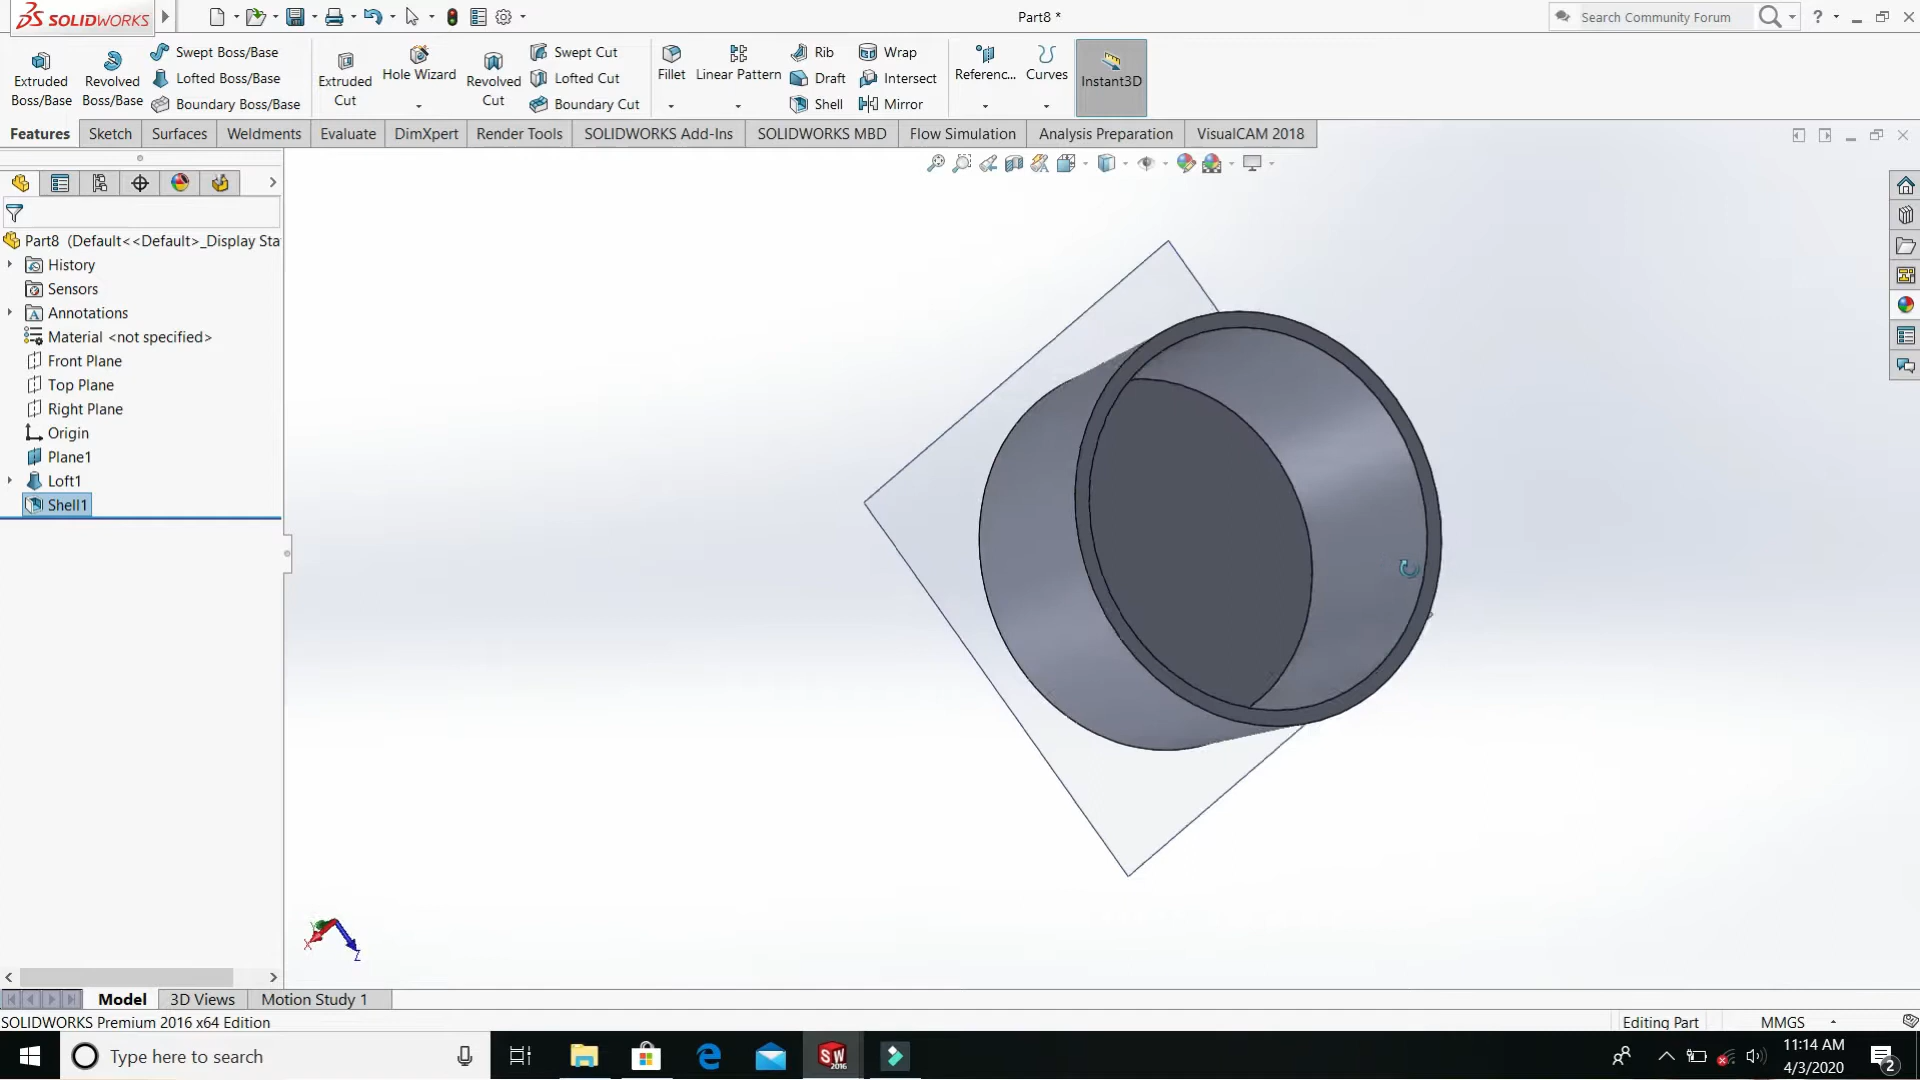 SOLIDWORKS
Part8 *
Search Community Forum
?
Extruded Boss/Base
Revolved Boss/Base
Swept Boss/Base
Lofted Boss/Base
Boundary Boss/Base
Extruded Cut
Hole Wizard
Revolved Cut
Swept Cut
Lofted Cut
Boundary Cut
Fillet
Linear Pattern
Rib
Draft
Shell
Wrap
Intersect
Mirror
Referenc...
Curves
Instant3D
Features
Sketch
Surfaces
Weldments
Evaluate
DimXpert
Render Tools
SOLIDWORKS Add-Ins
SOLIDWORKS MBD
Flow Simulation
Analysis Preparation
VisualCAM 2018
Part8 (Default<<Default>_Display Sta
History
Sensors
Annotations
Material <not specified>
Front Plane
Top Plane
Right Plane
Origin
Plane1
Loft1
Shell1
X
Y
Z
Model
3D Views
Motion Study 1
SOLIDWORKS Premium 2016 x64 Edition
Editing Part
MMGS
Type here to search
SW
2016
11:14 AM
4/3/2020
2